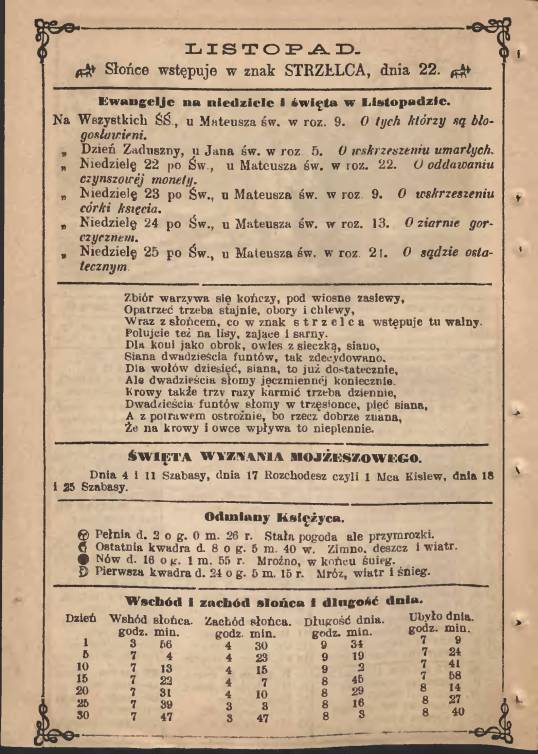 LISTOPAD.
Słońce wstępuje w znak STRZELCA, dnia 22.
Ewangelje na niedziele i święta w Listopadzie.
Na Wszystkich ŚŚ., u Mateusza św. w roz. 9. O tych którzy są bło-
gosławieni.
„ Dzień Zaduszny, u Jana św. w roz 5. O wskrzeszeniu umarłych.
„ Niedzielę 22 po Św., u Mateusza św. w roz. 22. O oddawaniu
czynszowéj monety.
„ Niedzielę 23 po Św., u Mateusza św. w roz 9. O wskrzeszeniu
córki księcia.
„ Niedzielę 24 po Św., u Mateusza św. w roz. 13. O ziarnie gor-
czycznem.
„ Niedzielę 25 po Św., u Mateusza św. w roz 21. O sądzie osta-
tecznym
Zbiór warzywa się kończy, pod wiosnę zasiewy,
Opatrzeć trzeba stajnie, obory i chlewy,
Wraz z słońcem, co w znak strzelca wstępuje tu walny.
Polujcie też na lisy, zające i sarny.
Dla koni jako obrok, owies z sieczką, siano,
Siana dwadzieścia funtów, tak zdecydowano.
Dla wołów dziesięć, siana, to już dostatecznie,
Ale dwadzieścia słomy jęczmiennéj koniecznie.
Krowy także trzy razy karmić trzeba dziennie,
Dwadzieścia funtów słomy w trzęsionce, pięć siana,
A z potrawem ostrożnie, bo rzecz dobrze znana,
Że na krowy i owce wpływa to niepiennie.
ŚWIĘTA WYZNANIA MOJŻESZOWEGO.
Dnia 4 i 11 Szabasy, dnia 17 Rozchodesz czyli 1 Mca Kislew, dnia 18
i 25 Szabasy.
Odmiany Księżyca.
Pełnia d. 2 o g. 0 m. 26 r. Stała pogoda ale przymrozki.
Ostatnia kwadra d. 8 o g. 5 m. 40 w. Zimno, deszcz i wiatr.
Nów d. 16 o g. 1 m. 55 r. Mroźno, w końcu śnieg.
Pierwsza kwadra d. 24 o g. 5 m. 15 r. Mróz, wiatr i śnieg.
Wschód i zachód słońca i długość dnia.
Dzień Wshód słońca. Zachód słońca. Długość dnia. Ubyło dnia.
godz. min. godz. min. godz. min. godz. min.
1 3 56 4 30 9 34 7 9
5 7 4 4 23 9 19 7 24
10 7 13 4 15 9 2 7 41
15 7 22 4 7 8 45 7 58
20 7 31 4 10 8 29 8 14
25 7 39 3 3 8 16 8 27
30 7 47 3 47 8 3 8 40